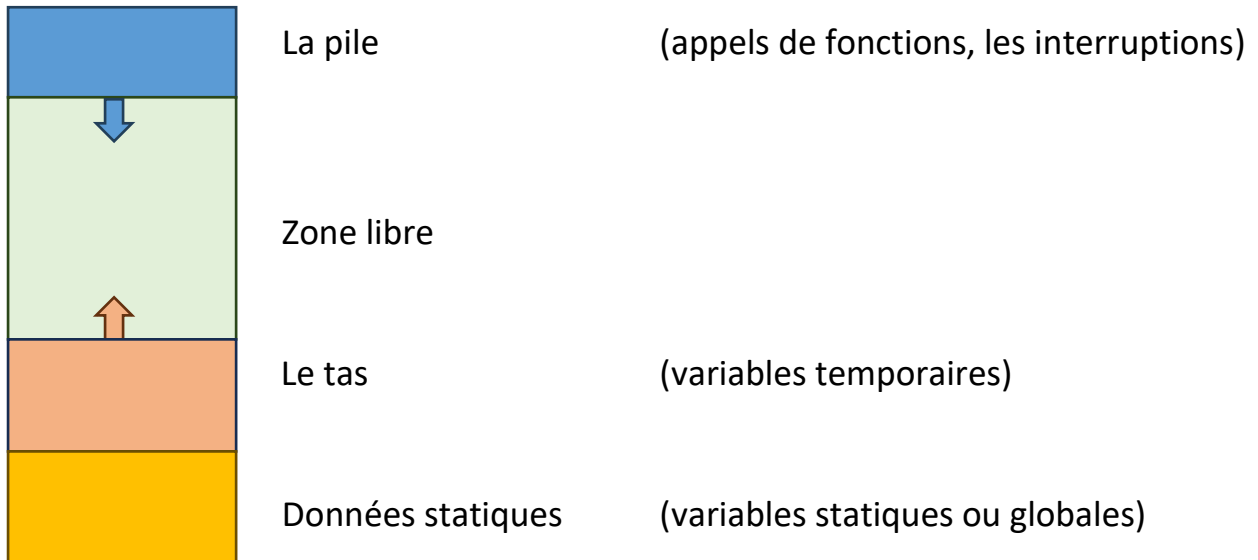 La pile (appels de fonctions, les interruptions)
Zone libre
Le tas (variables temporaires)
Données statiques (variables statiques ou globales)